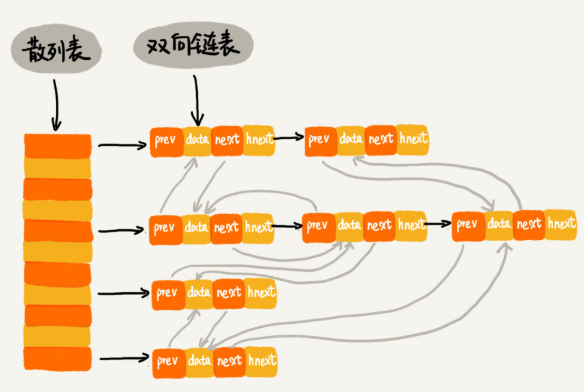 散列表 双向链表
prev data next hnext prev data next hnext
prev data next hnext prev data next hnext prev data next hnext
prev data next hnext
prev data next hnext